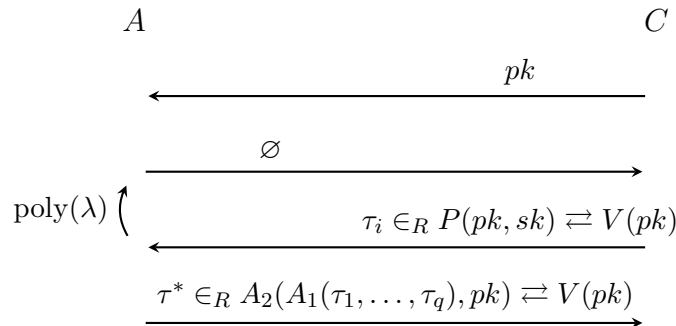 A C
pk
∅
poly(λ)
τ_i ∈_R P(pk, sk) ⇄ V(pk)
τ* ∈_R A_2(A_1(τ_1, …, τ_q), pk) ⇄ V(pk)